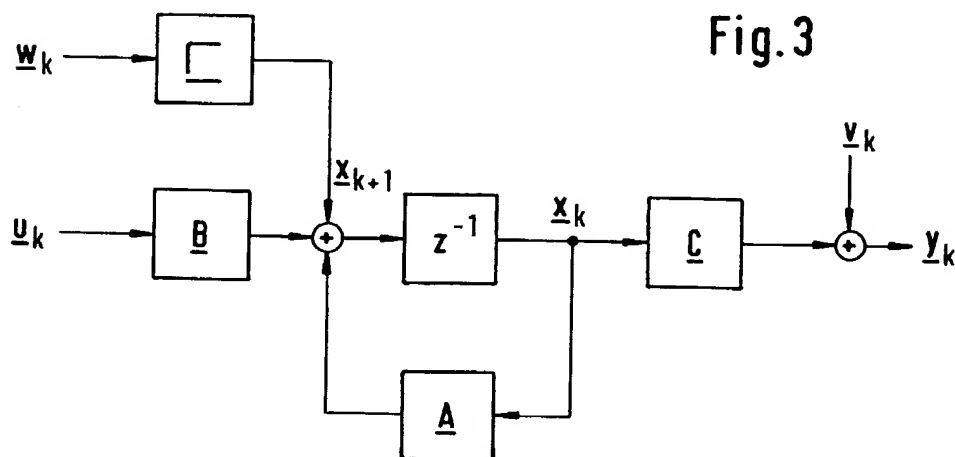 Fig. 3
w_k
Γ
v_k
x_k+1
x_k
u_k
B
+
z^-1
C
+
y_k
A